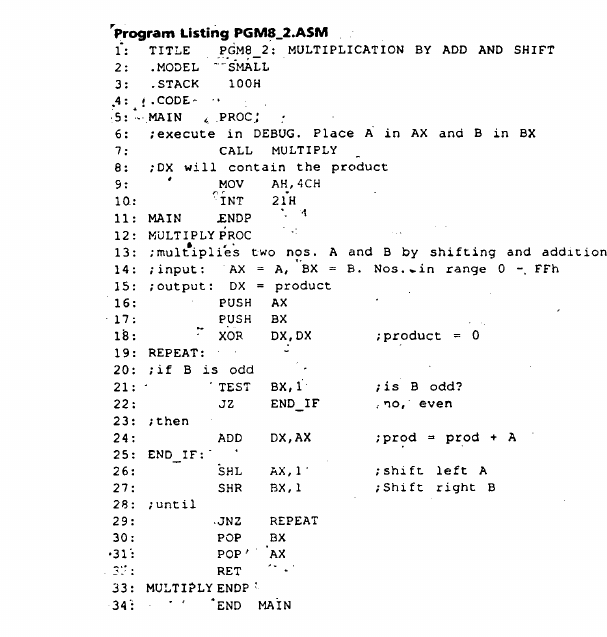 Program Listing PGM8_2.ASM
1: TITLE PGM8_2: MULTIPLICATION BY ADD AND SHIFT
2: .MODEL SMALL
3: .STACK 100H
4: .CODE
5: MAIN PROC
6: ;execute in DEBUG. Place A in AX and B in BX
7: CALL MULTIPLY
8: ;DX will contain the product
9: MOV AH,4CH
10: INT 21H
11: MAIN ENDP
12: MULTIPLY PROC
13: ;multiplies two nos. A and B by shifting and addition
14: ;input: AX = A, BX = B. Nos. in range 0 - FFh
15: ;output: DX = product
16: PUSH AX
17: PUSH BX
18: XOR DX,DX ;product = 0
19: REPEAT:
20: ;if B is odd
21: TEST BX,1 ;is B odd?
22: JZ END_IF ;no, even
23: ;then
24: ADD DX,AX ;prod = prod + A
25: END_IF:
26: SHL AX,1 ;shift left A
27: SHR BX,1 ;Shift right B
28: ;until
29: JNZ REPEAT
30: POP BX
31: POP AX
32: RET
33: MULTIPLY ENDP
34: END MAIN